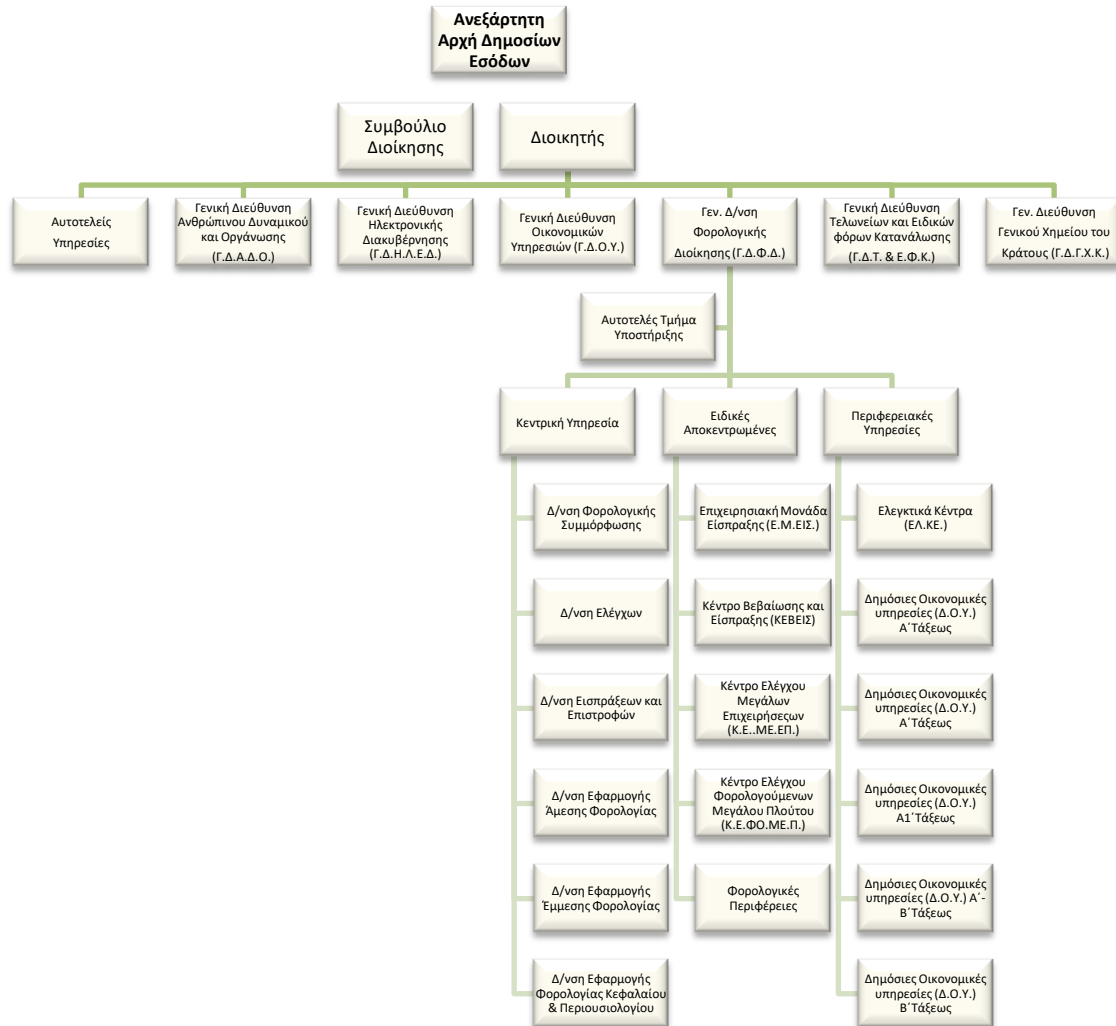 Ανεξάρτητη
Αρχή Δημοσίων
Εσόδων
Συμβούλιο
Διοίκησης
Διοικητής
Αυτοτελείς
Υπηρεσίες
Γενική Διεύθυνση
Ανθρώπινου Δυναμικού
και Οργάνωσης
(Γ.Δ.Α.Δ.Ο.)
Γενική Διεύθυνση
Ηλεκτρονικής
Διακυβέρνησης
(Γ.Δ.Η.Λ.Ε.Δ.)
Γενική Διεύθυνση
Οικονομικών
Υπηρεσιών (Γ.Δ.Ο.Υ.)
Γεν. Δ/νση
Φορολογικής
Διοίκησης (Γ.Δ.Φ.Δ.)
Γενική Διεύθυνση
Τελωνείων και Ειδικών
φόρων Κατανάλωσης
(Γ.Δ.Τ. & Ε.Φ.Κ.)
Γεν. Διεύθυνση
Γενικού Χημείου του
Κράτους (Γ.Δ.Γ.Χ.Κ.)
Αυτοτελές Τμήμα
Υποστήριξης
Κεντρική Υπηρεσία
Ειδικές
Αποκεντρωμένες
Περιφερειακές
Υπηρεσίες
Δ/νση Φορολογικής
Συμμόρφωσης
Δ/νση Ελέγχων
Δ/νση Εισπράξεων και
Επιστροφών
Δ/νση Εφαρμογής
Άμεσης Φορολογίας
Δ/νση Εφαρμογής
Έμμεσης Φορολογίας
Δ/νση Εφαρμογής
Φορολογίας Κεφαλαίου
& Περιουσιολογίου
Επιχειρησιακή Μονάδα
Είσπραξης (Ε.Μ.ΕΙΣ.)
Κέντρο Βεβαίωσης και
Είσπραξης (ΚΕΒΕΙΣ)
Κέντρο Ελέγχου
Μεγάλων
Επιχειρήσεων
(Κ.Ε..ΜΕ.ΕΠ.)
Κέντρο Ελέγχου
Φορολογούμενων
Μεγάλου Πλούτου
(Κ.Ε.ΦΟ.ΜΕ.Π.)
Φορολογικές
Περιφέρειες
Ελεγκτικά Κέντρα
(ΕΛ.ΚΕ.)
Δημόσιες Οικονομικές
υπηρεσίες (Δ.Ο.Υ.)
Α΄Τάξεως
Δημόσιες Οικονομικές
υπηρεσίες (Δ.Ο.Υ.)
Α΄Τάξεως
Δημόσιες Οικονομικές
υπηρεσίες (Δ.Ο.Υ.)
Α1΄Τάξεως
Δημόσιες Οικονομικές
υπηρεσίες (Δ.Ο.Υ.) Α΄-
Β΄Τάξεως
Δημόσιες Οικονομικές
υπηρεσίες (Δ.Ο.Υ.)
Β΄Τάξεως